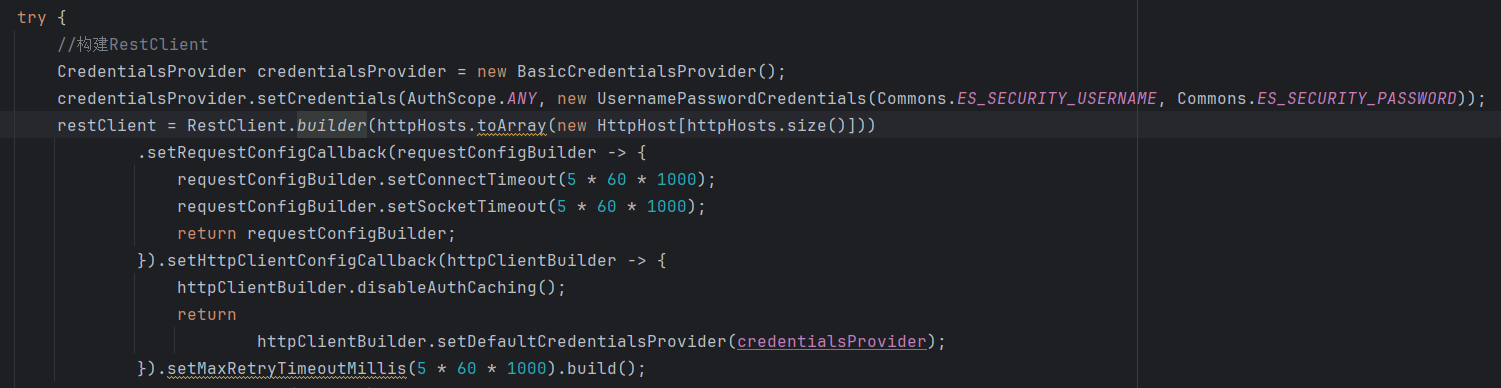 try {
//构建RestClient
CredentialsProvider credentialsProvider = new BasicCredentialsProvider();
credentialsProvider.setCredentials(AuthScope.ANY, new UsernamePasswordCredentials(Commons.ES_SECURITY_USERNAME, Commons.ES_SECURITY_PASSWORD));
restClient = RestClient.builder(httpHosts.toArray(new HttpHost[httpHosts.size()]))
.setRequestConfigCallback(requestConfigBuilder -> {
requestConfigBuilder.setConnectTimeout(5 * 60 * 1000);
requestConfigBuilder.setSocketTimeout(5 * 60 * 1000);
return requestConfigBuilder;
}).setHttpClientConfigCallback(httpClientBuilder -> {
httpClientBuilder.disableAuthCaching();
return
httpClientBuilder.setDefaultCredentialsProvider(credentialsProvider);
}).setMaxRetryTimeoutMillis(5 * 60 * 1000).build();